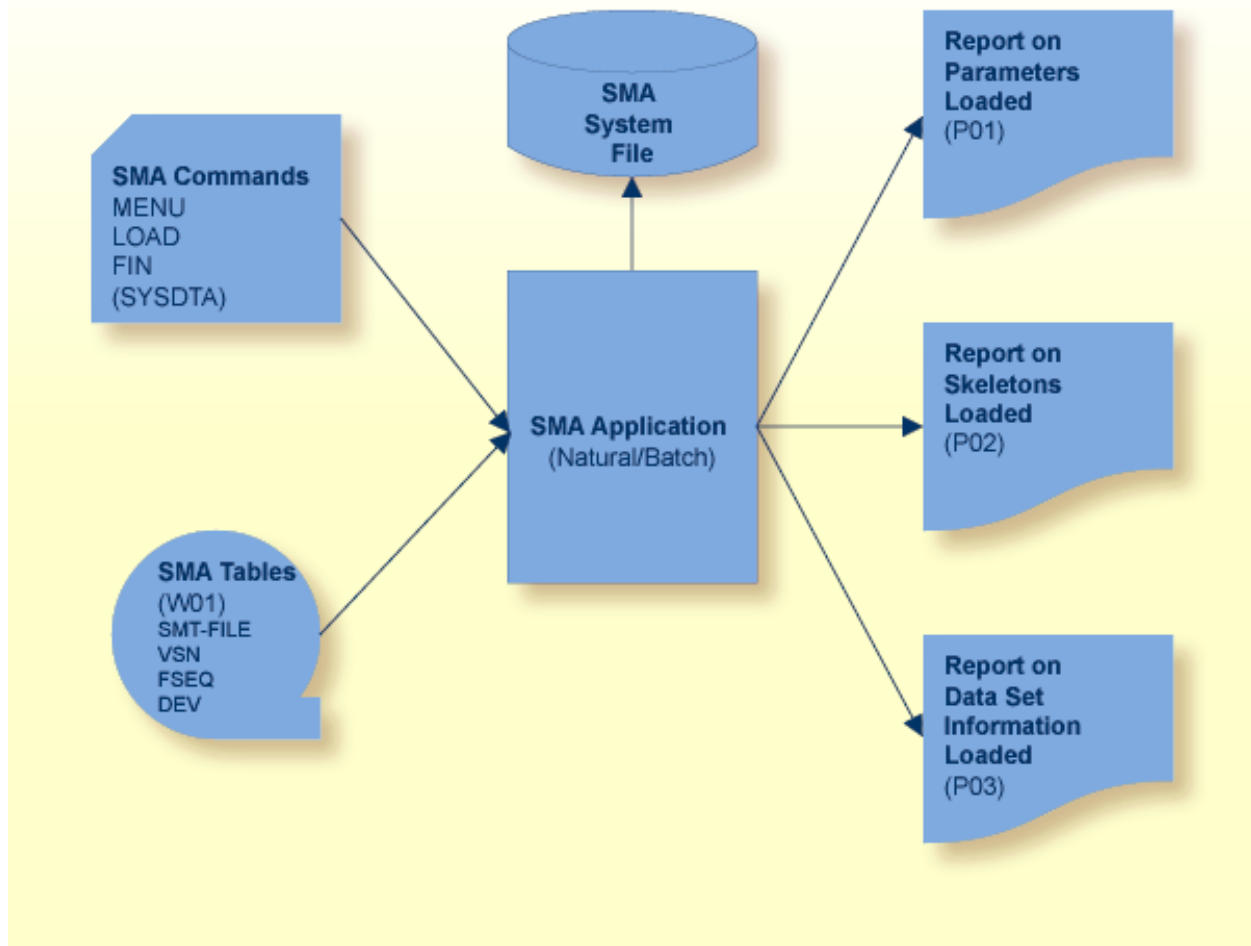 SMA Commands
MENU
LOAD
FIN
(SYSDTA)
SMA Tables
(W01)
SMT-FILE
VSN
FSEQ
DEV
SMA
System
File
SMA Application
(Natural/Batch)
Report on
Parameters
Loaded
(P01)
Report on
Skeletons
Loaded
(P02)
Report on
Data Set
Information
Loaded
(P03)